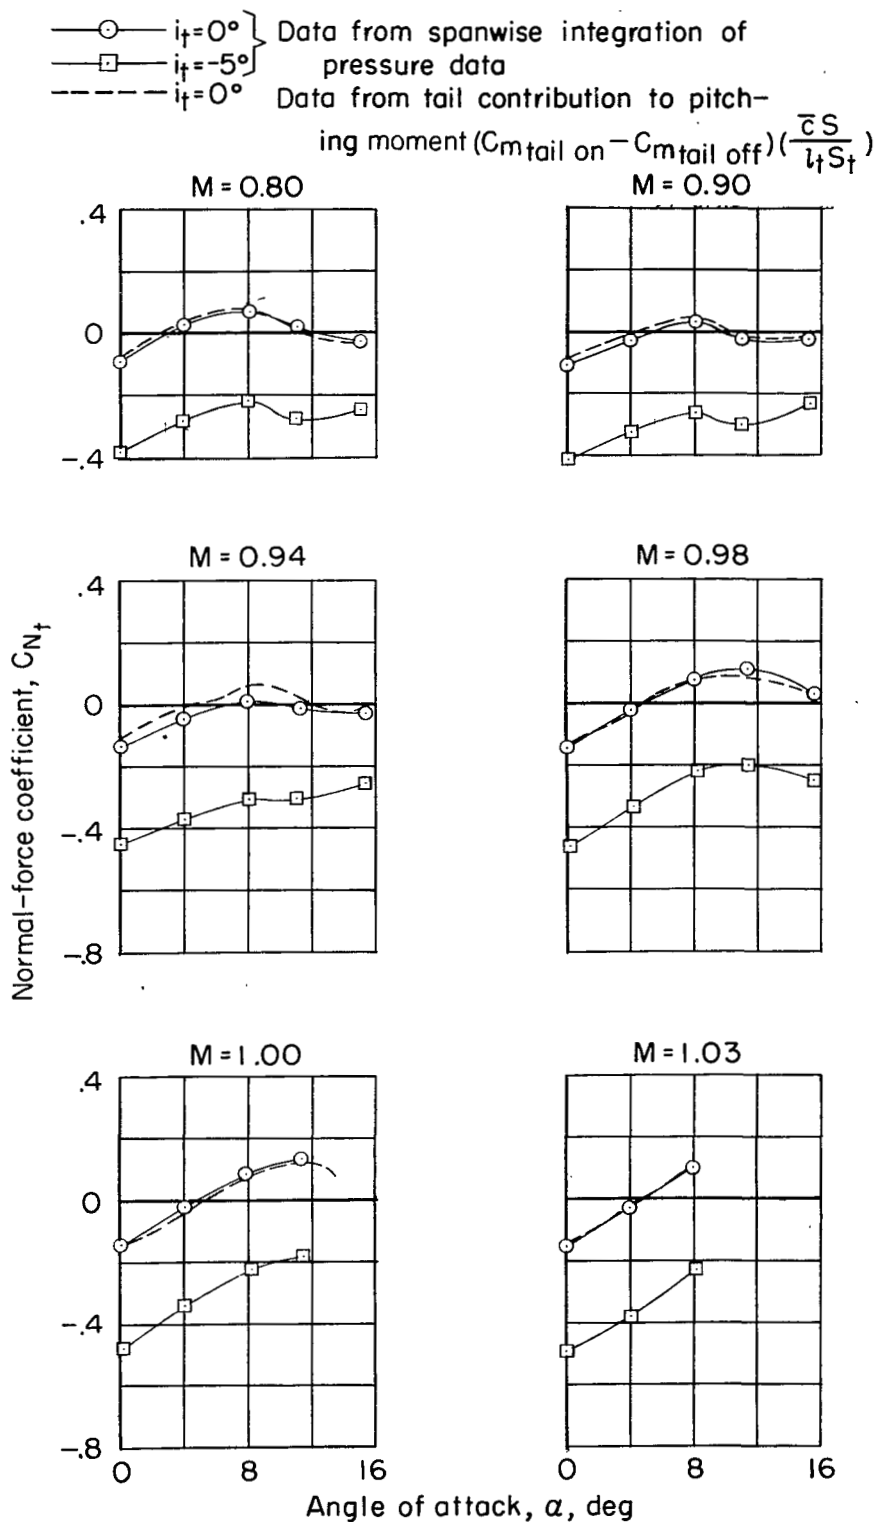 i_t=0°
i_t=-5°
Data from spanwise integration of
pressure data
i_t=0° Data from tail contribution to pitch-
ing moment (C_m tail on − C_m tail off)(c̅S/l_tS_t)
M = 0.80
M = 0.90
.4
0
-.4
M = 0.94
M = 0.98
.4
0
-.4
-.8
Normal-force coefficient, C_N_t
M = 1.00
M = 1.03
.4
0
-.4
-.8
0 8 16
0 8 16
Angle of attack, α, deg